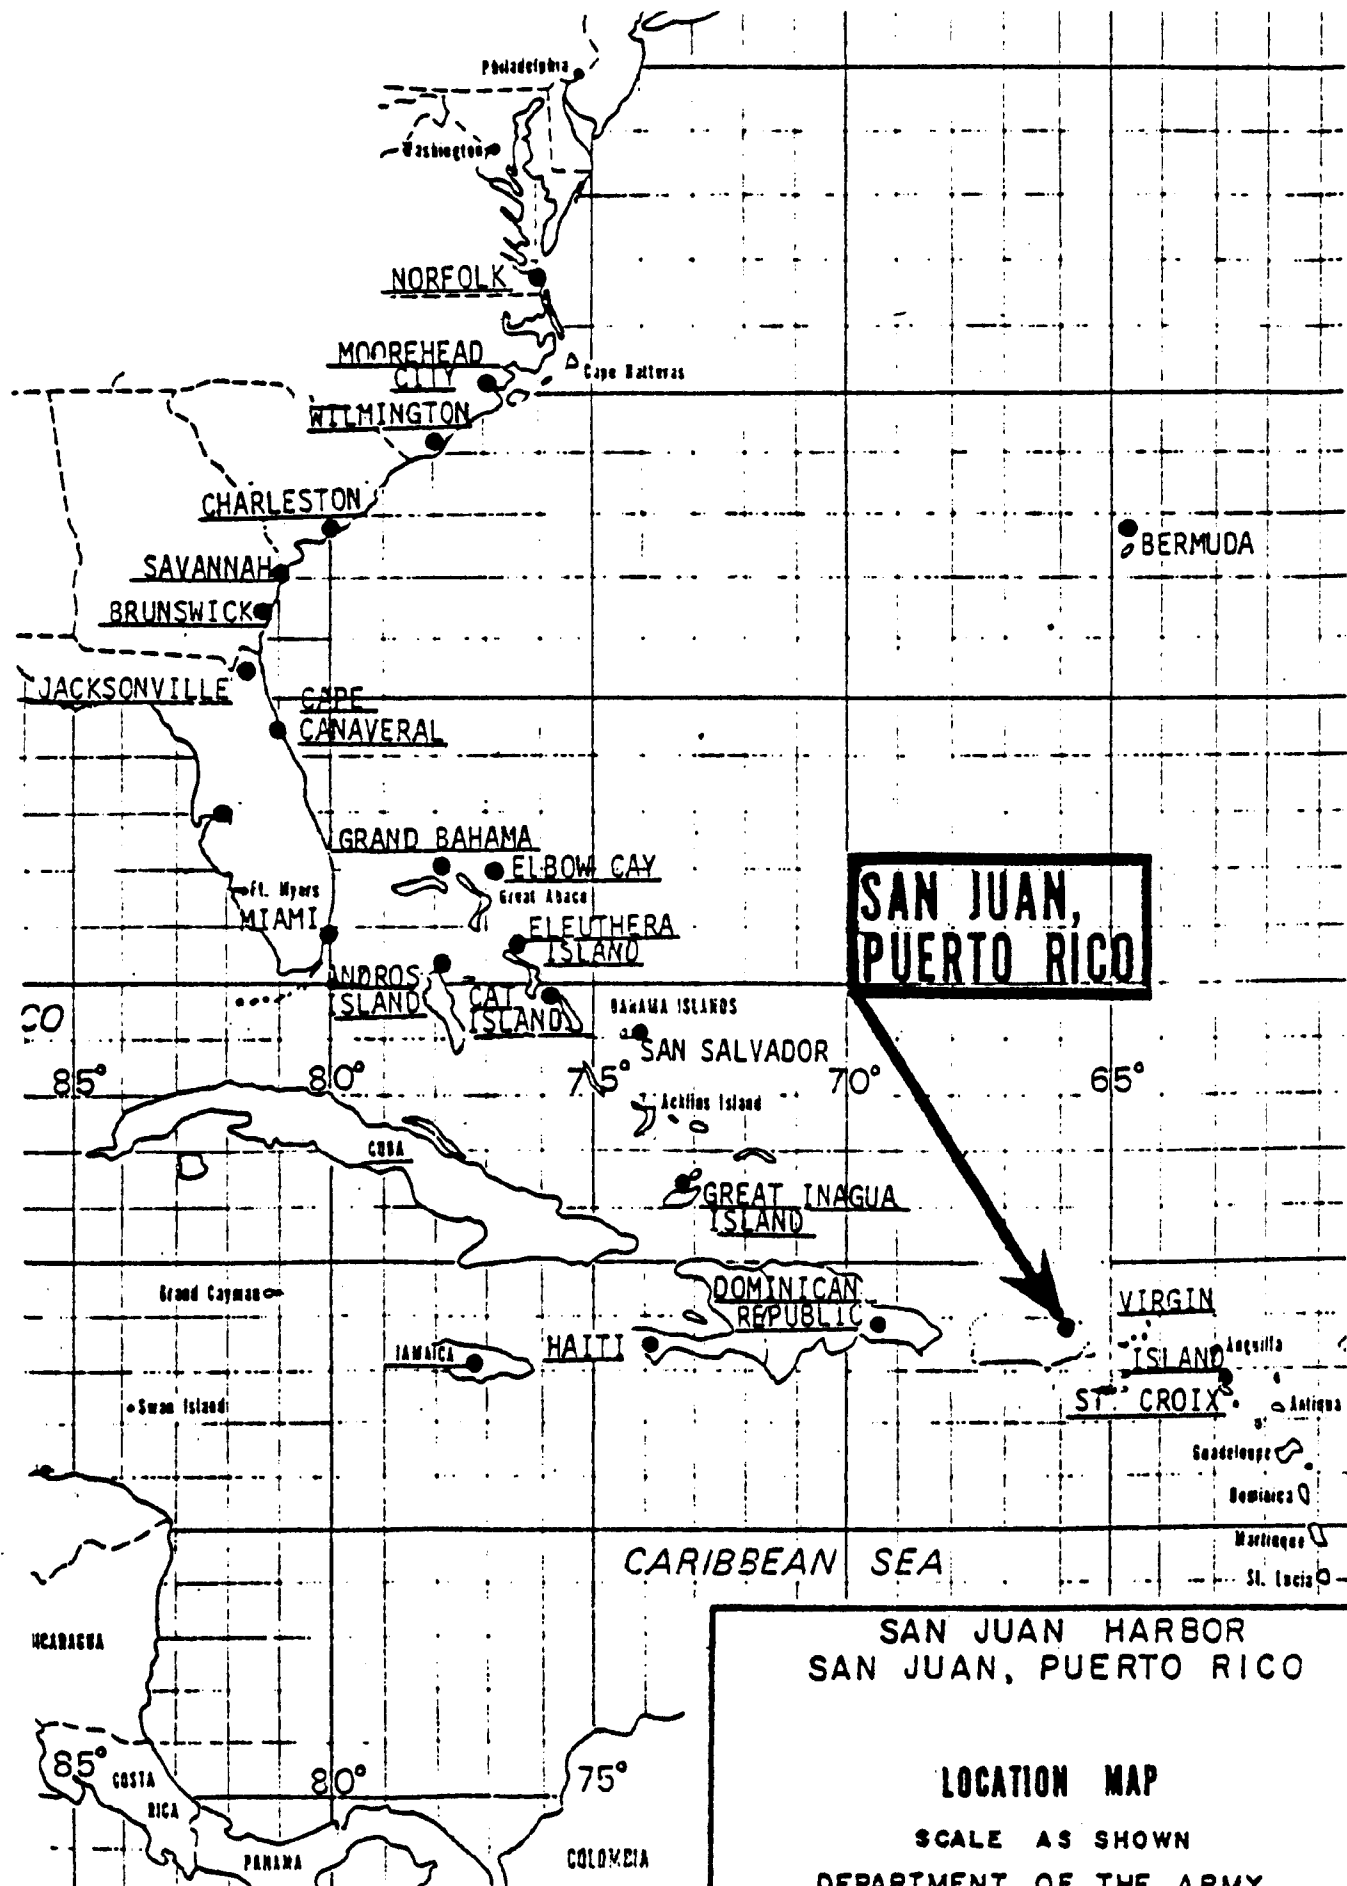 Philadelphia
Washington
NORFOLK
MOOREHEAD
CITY
Cape Hatteras
WILMINGTON
CHARLESTON
BERMUDA
SAVANNAH
BRUNSWICK
JACKSONVILLE
CAPE
CANAVERAL
GRAND BAHAMA
ELBOW CAY
Great Abaco
Ft. Myers
MIAMI
ELEUTHERA
ISLAND
SAN JUAN,
PUERTO RICO
ANDROS
ISLAND
CAT
ISLAND
BAHAMA ISLANDS
CO
SAN SALVADOR
85° 80° 75° 70° 65°
Acklins Island
CUBA
GREAT INAGUA
ISLAND
Grand Cayman
DOMINICAN
REPUBLIC
VIRGIN
ISLAND
JAMAICA
HAITI
Anguilla
Swan Island
ST. CROIX
Antigua
Guadeloupe
Dominica
Martinque
St. Lucia
CARIBBEAN SEA
NICARAGUA
SAN JUAN HARBOR
SAN JUAN, PUERTO RICO
85° 80° 75°
COSTA
RICA
PANAMA
COLOMBIA
LOCATION MAP
SCALE AS SHOWN
DEPARTMENT OF THE ARMY